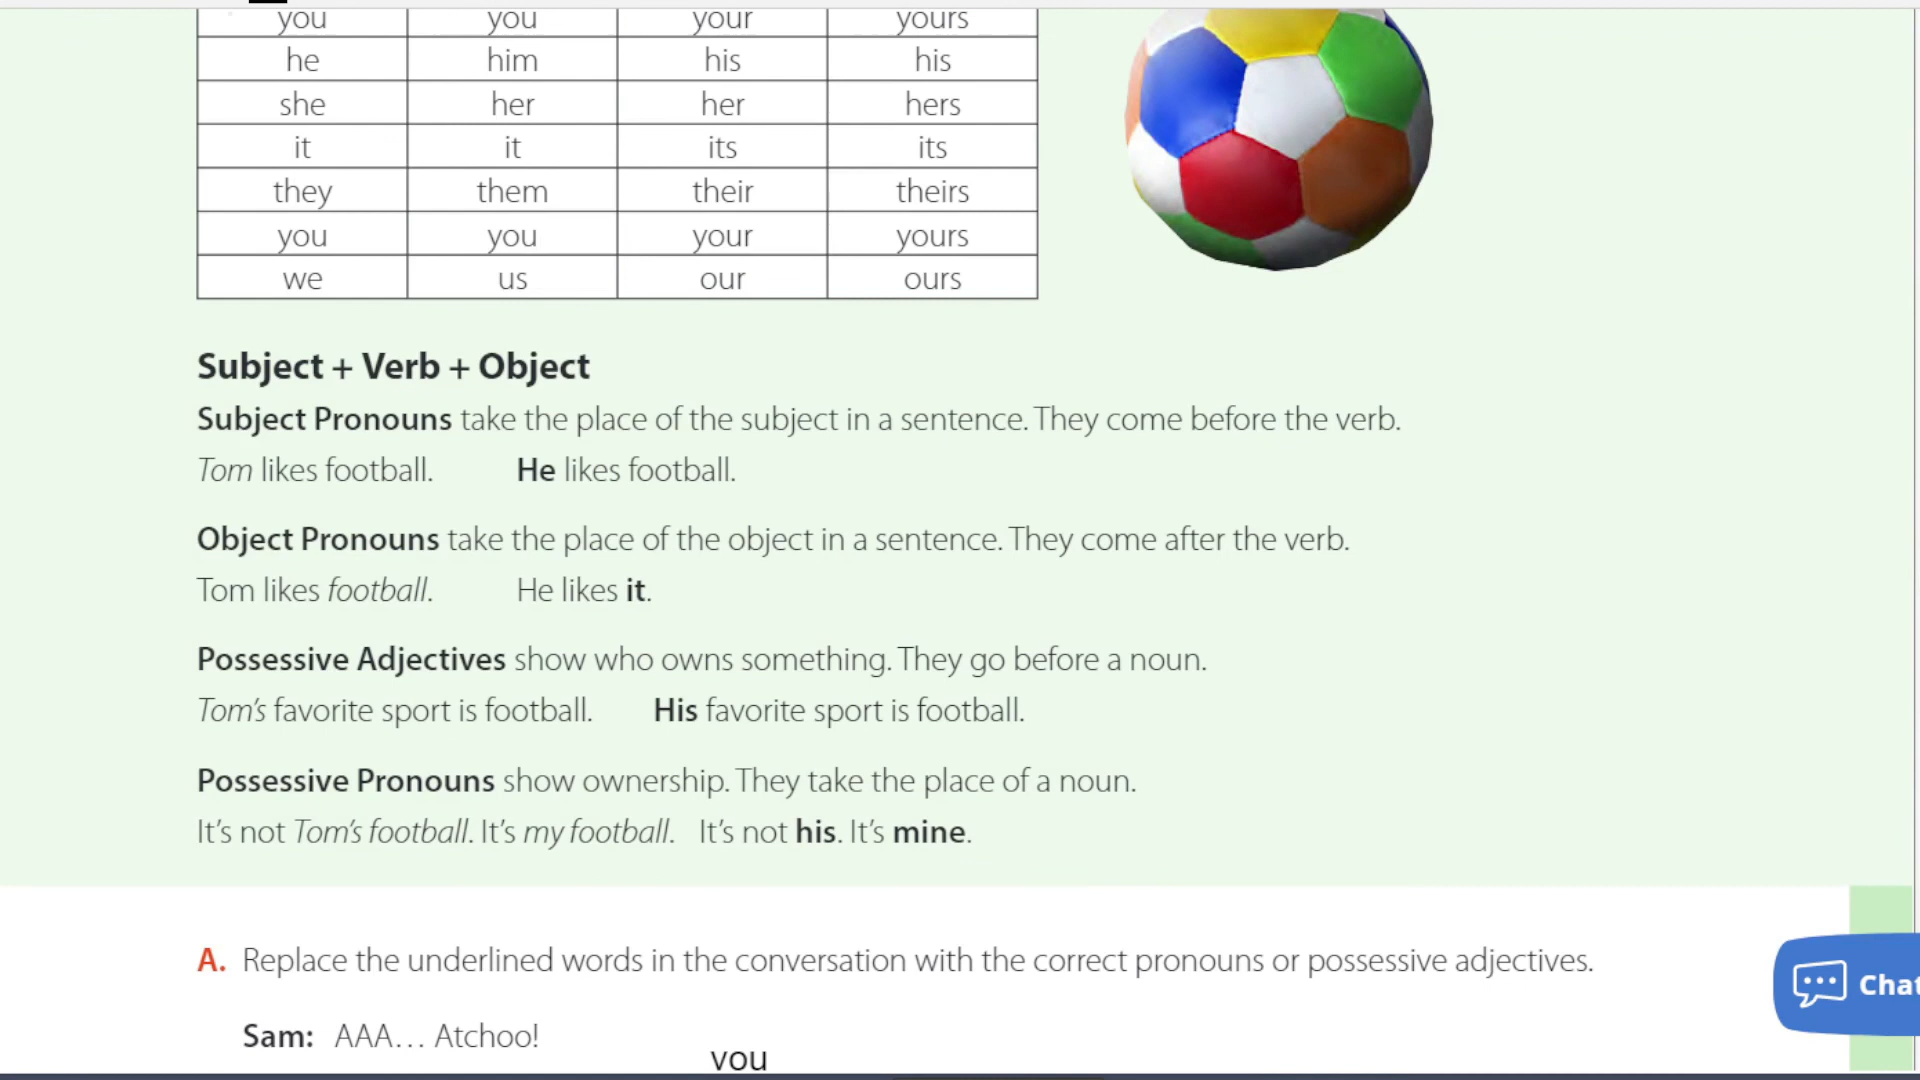 you you your yours
he him his his
she her her hers
it it its its
they them their theirs
you you your yours
we us our ours
Subject + Verb + Object
Subject Pronouns take the place of the subject in a sentence. They come before the verb.
Tom likes football. He likes football.
Object Pronouns take the place of the object in a sentence. They come after the verb.
Tom likes football. He likes it.
Possessive Adjectives show who owns something. They go before a noun.
Tom's favorite sport is football. His favorite sport is football.
Possessive Pronouns show ownership. They take the place of a noun.
It's not Tom's football. It's my football. It's not his. It's mine.
A. Replace the underlined words in the conversation with the correct pronouns or possessive adjectives.
Chat
Sam: AAA… Atchoo!
you